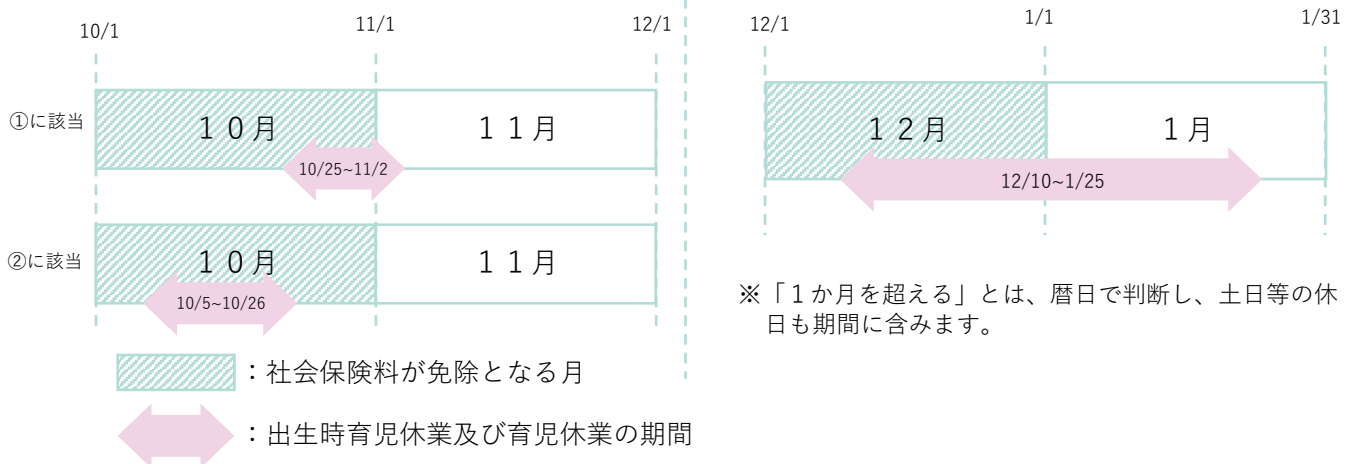 10/1
11/1
12/1
①に該当
１０月
１１月
10/25~11/2
②に該当
１０月
１１月
10/5~10/26
：社会保険料が免除となる月
：出生時育児休業及び育児休業の期間
12/1
1/1
1/31
１２月
１月
12/10~1/25
※「１か月を超える」とは、暦日で判断し、土日等の休
日も期間に含みます。